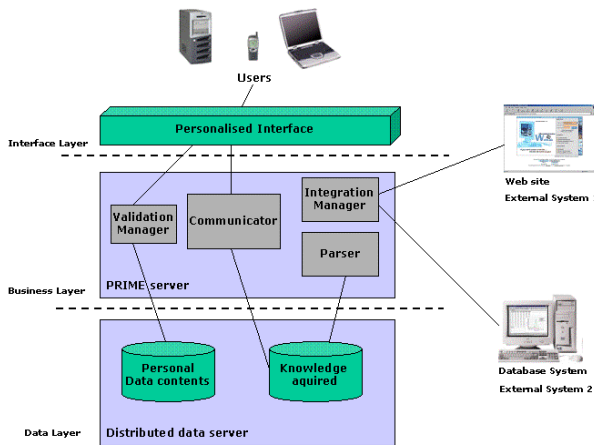 Users
Personalised Interface
Interface Layer
Web site
External System 1
Integration
Manager
Validation
Manager
Communicator
Parser
PRIME server
Business Layer
Database System
External System 2
Personal
Data contents
Knowledge
aquired
Distributed data server
Data Layer